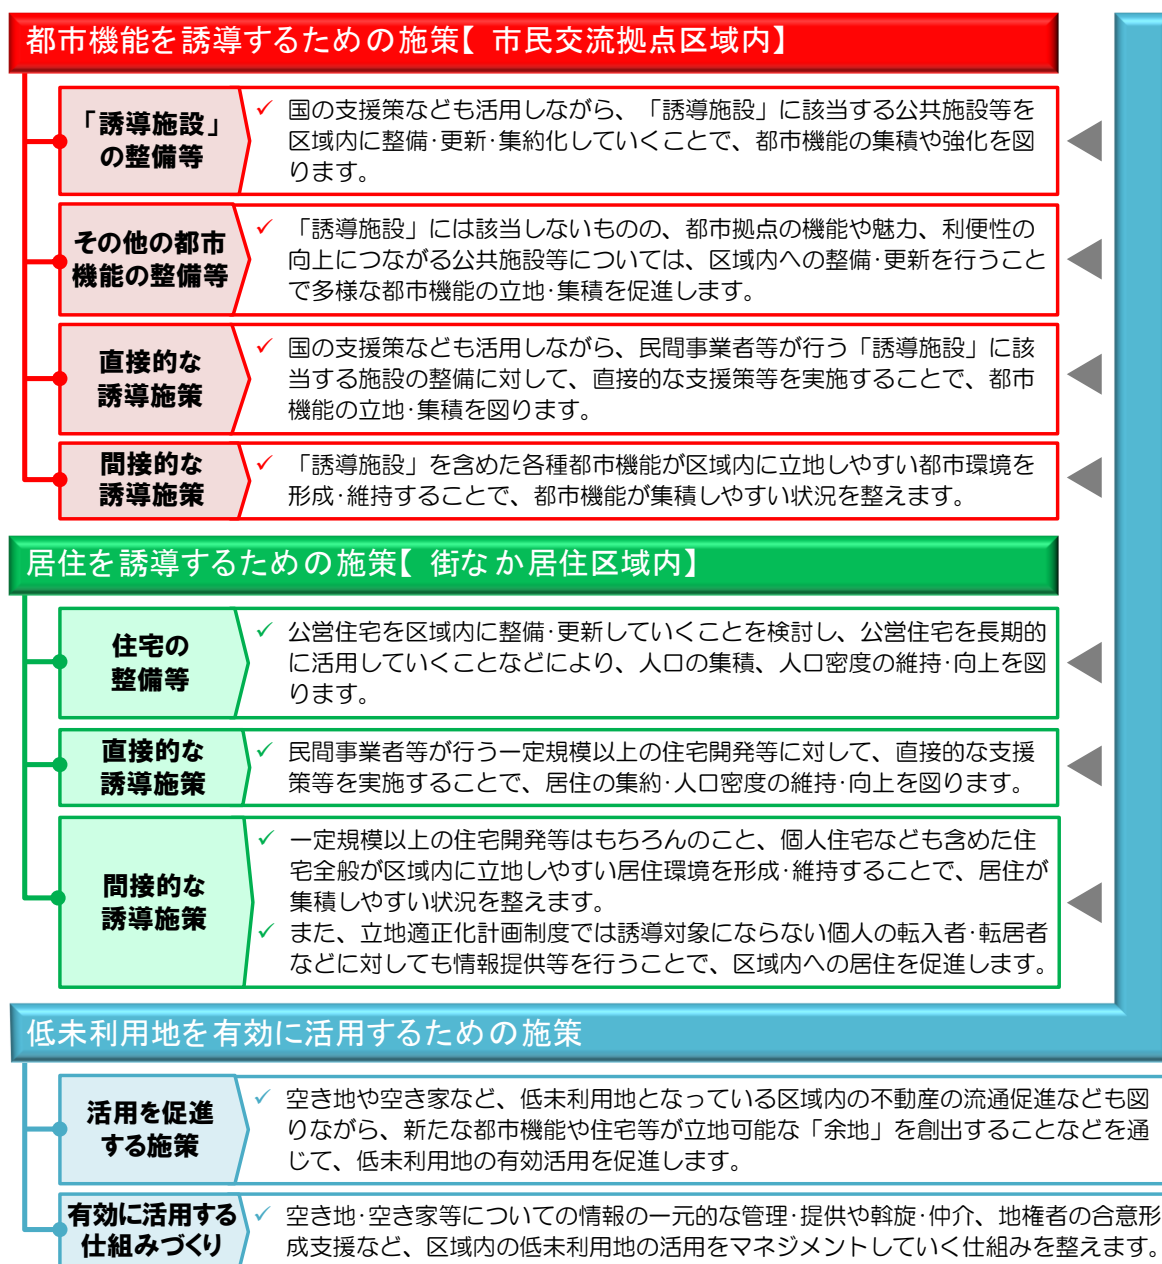 都市機能を誘導するための施策【 市民交流拠点区域内】
「誘導施設」
の整備等
✓ 国の支援策なども活用しながら、「誘導施設」に該当する公共施設等を
区域内に整備･更新･集約化していくことで、都市機能の集積や強化を図
ります。
その他の都市
機能の整備等
✓ 「誘導施設」には該当しないものの、都市拠点の機能や魅力、利便性の
向上につながる公共施設等については、区域内への整備･更新を行うこと
で多様な都市機能の立地･集積を促進します。
直接的な
誘導施策
✓ 国の支援策なども活用しながら、民間事業者等が行う「誘導施設」に該
当する施設の整備に対して、直接的な支援策等を実施することで、都市
機能の立地･集積を図ります。
間接的な
誘導施策
✓ 「誘導施設」を含めた各種都市機能が区域内に立地しやすい都市環境を
形成･維持することで、都市機能が集積しやすい状況を整えます。
居住を誘導するための施策【 街なか居住区域内】
住宅の
整備等
✓ 公営住宅を区域内に整備･更新していくことを検討し、公営住宅を長期的
に活用していくことなどにより、人口の集積、人口密度の維持･向上を図
ります。
直接的な
誘導施策
✓ 民間事業者等が行う一定規模以上の住宅開発等に対して、直接的な支援
策等を実施することで、居住の集約･人口密度の維持･向上を図ります。
間接的な
誘導施策
✓ 一定規模以上の住宅開発等はもちろんのこと、個人住宅なども含めた住
宅全般が区域内に立地しやすい居住環境を形成･維持することで、居住が
集積しやすい状況を整えます。
✓ また、立地適正化計画制度では誘導対象にならない個人の転入者･転居者
などに対しても情報提供等を行うことで、区域内への居住を促進します。
低未利用地を有効に活用するための施策
活用を促進
する施策
✓ 空き地や空き家など、低未利用地となっている区域内の不動産の流通促進なども図
りながら、新たな都市機能や住宅等が立地可能な「余地」を創出することなどを通
じて、低未利用地の有効活用を促進します。
有効に活用する
仕組みづくり
✓ 空き地･空き家等についての情報の一元的な管理･提供や斡旋･仲介、地権者の合意形
成支援など、区域内の低未利用地の活用をマネジメントしていく仕組みを整えます。